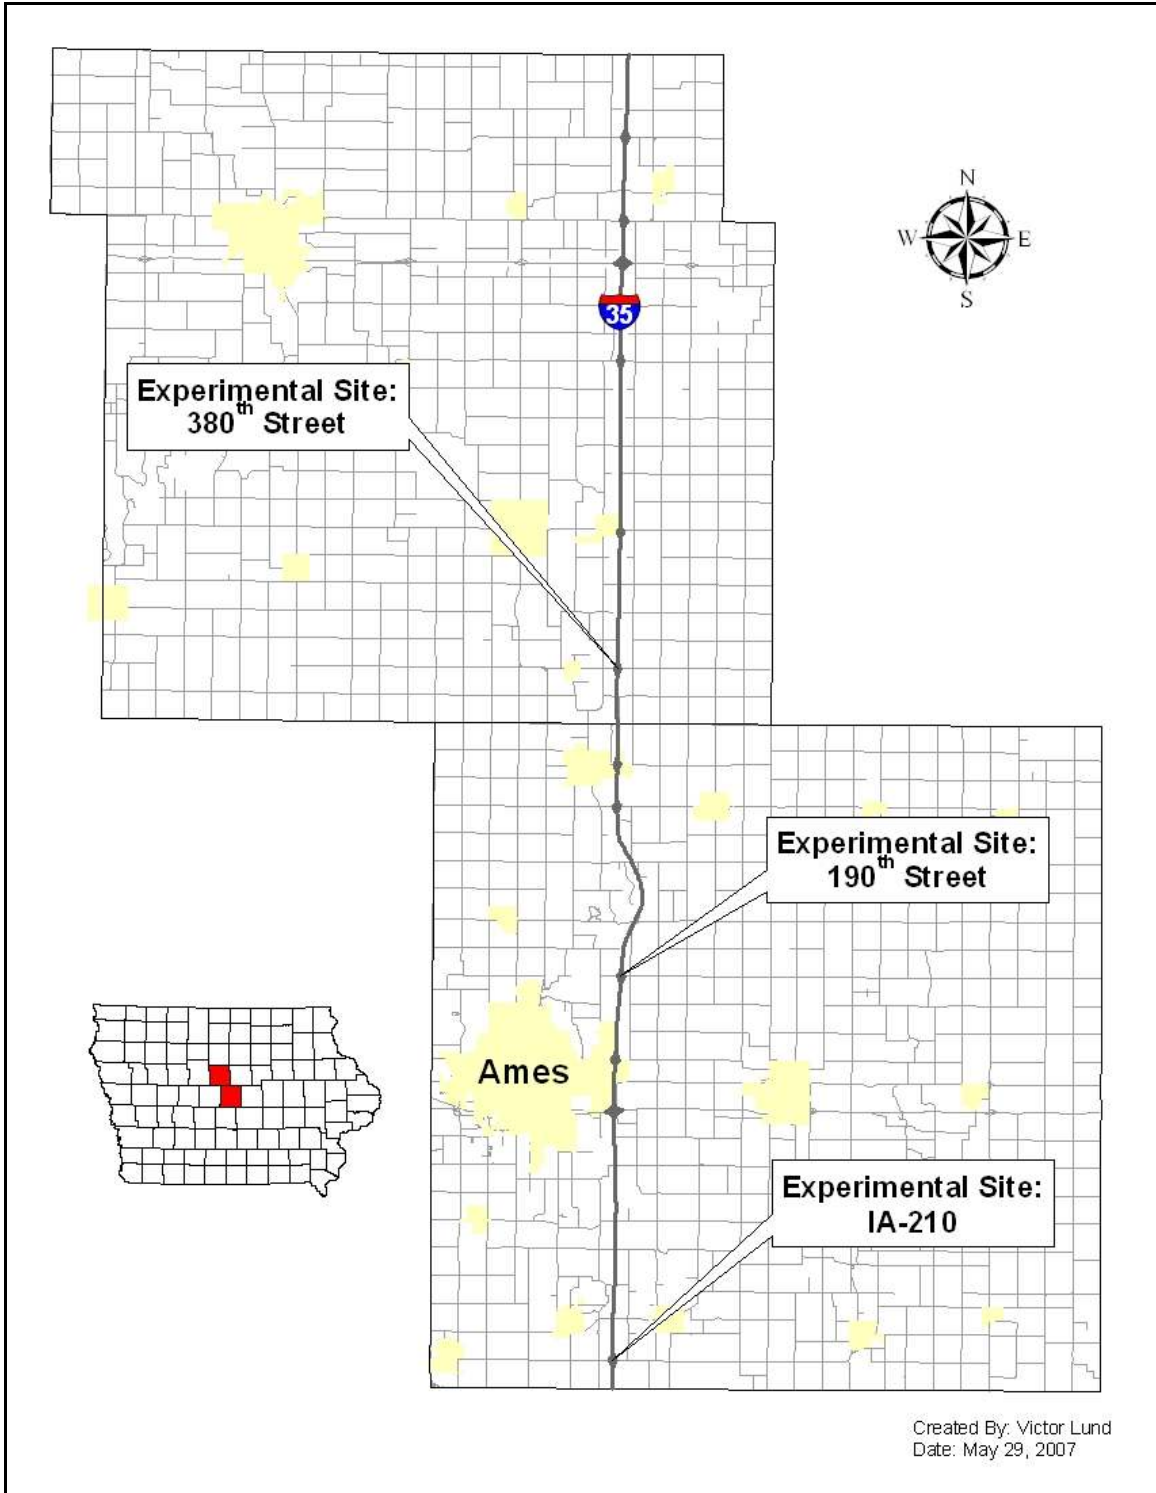 N
W E
S
35
Experimental Site:
380th Street
Experimental Site:
190th Street
Ames
Experimental Site:
IA-210
Created By: Victor Lund
Date: May 29, 2007